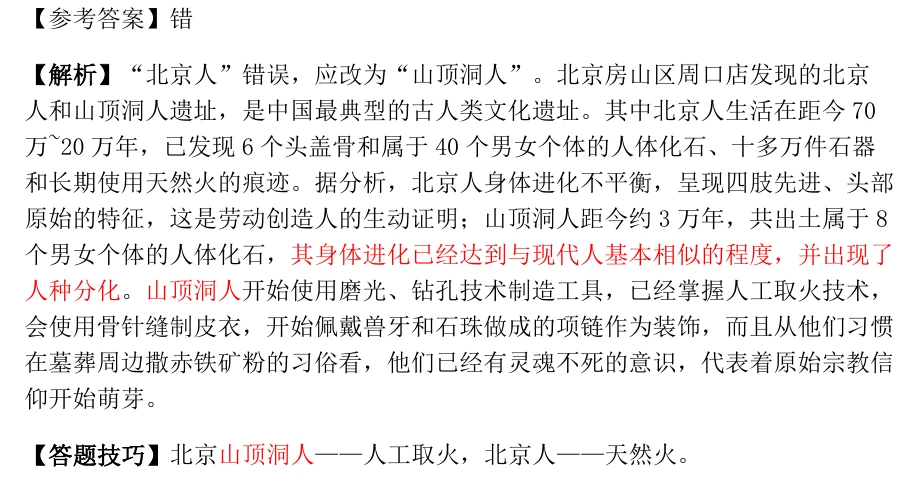 【参考答案】错
【解析】“北京人”错误，应改为“山顶洞人”。北京房山区周口店发现的北京
人和山顶洞人遗址，是中国最典型的古人类文化遗址。其中北京人生活在距今 70
万~20 万年，已发现 6 个头盖骨和属于 40 个男女个体的人体化石、十多万件石器
和长期使用天然火的痕迹。据分析，北京人身体进化不平衡，呈现四肢先进、头部
原始的特征，这是劳动创造人的生动证明；山顶洞人距今约 3 万年，共出土属于 8
个男女个体的人体化石，其身体进化已经达到与现代人基本相似的程度，并出现了
人种分化。山顶洞人开始使用磨光、钻孔技术制造工具，已经掌握人工取火技术，
会使用骨针缝制皮衣，开始佩戴兽牙和石珠做成的项链作为装饰，而且从他们习惯
在墓葬周边撒赤铁矿粉的习俗看，他们已经有灵魂不死的意识，代表着原始宗教信
仰开始萌芽。
【答题技巧】北京山顶洞人——人工取火，北京人——天然火。